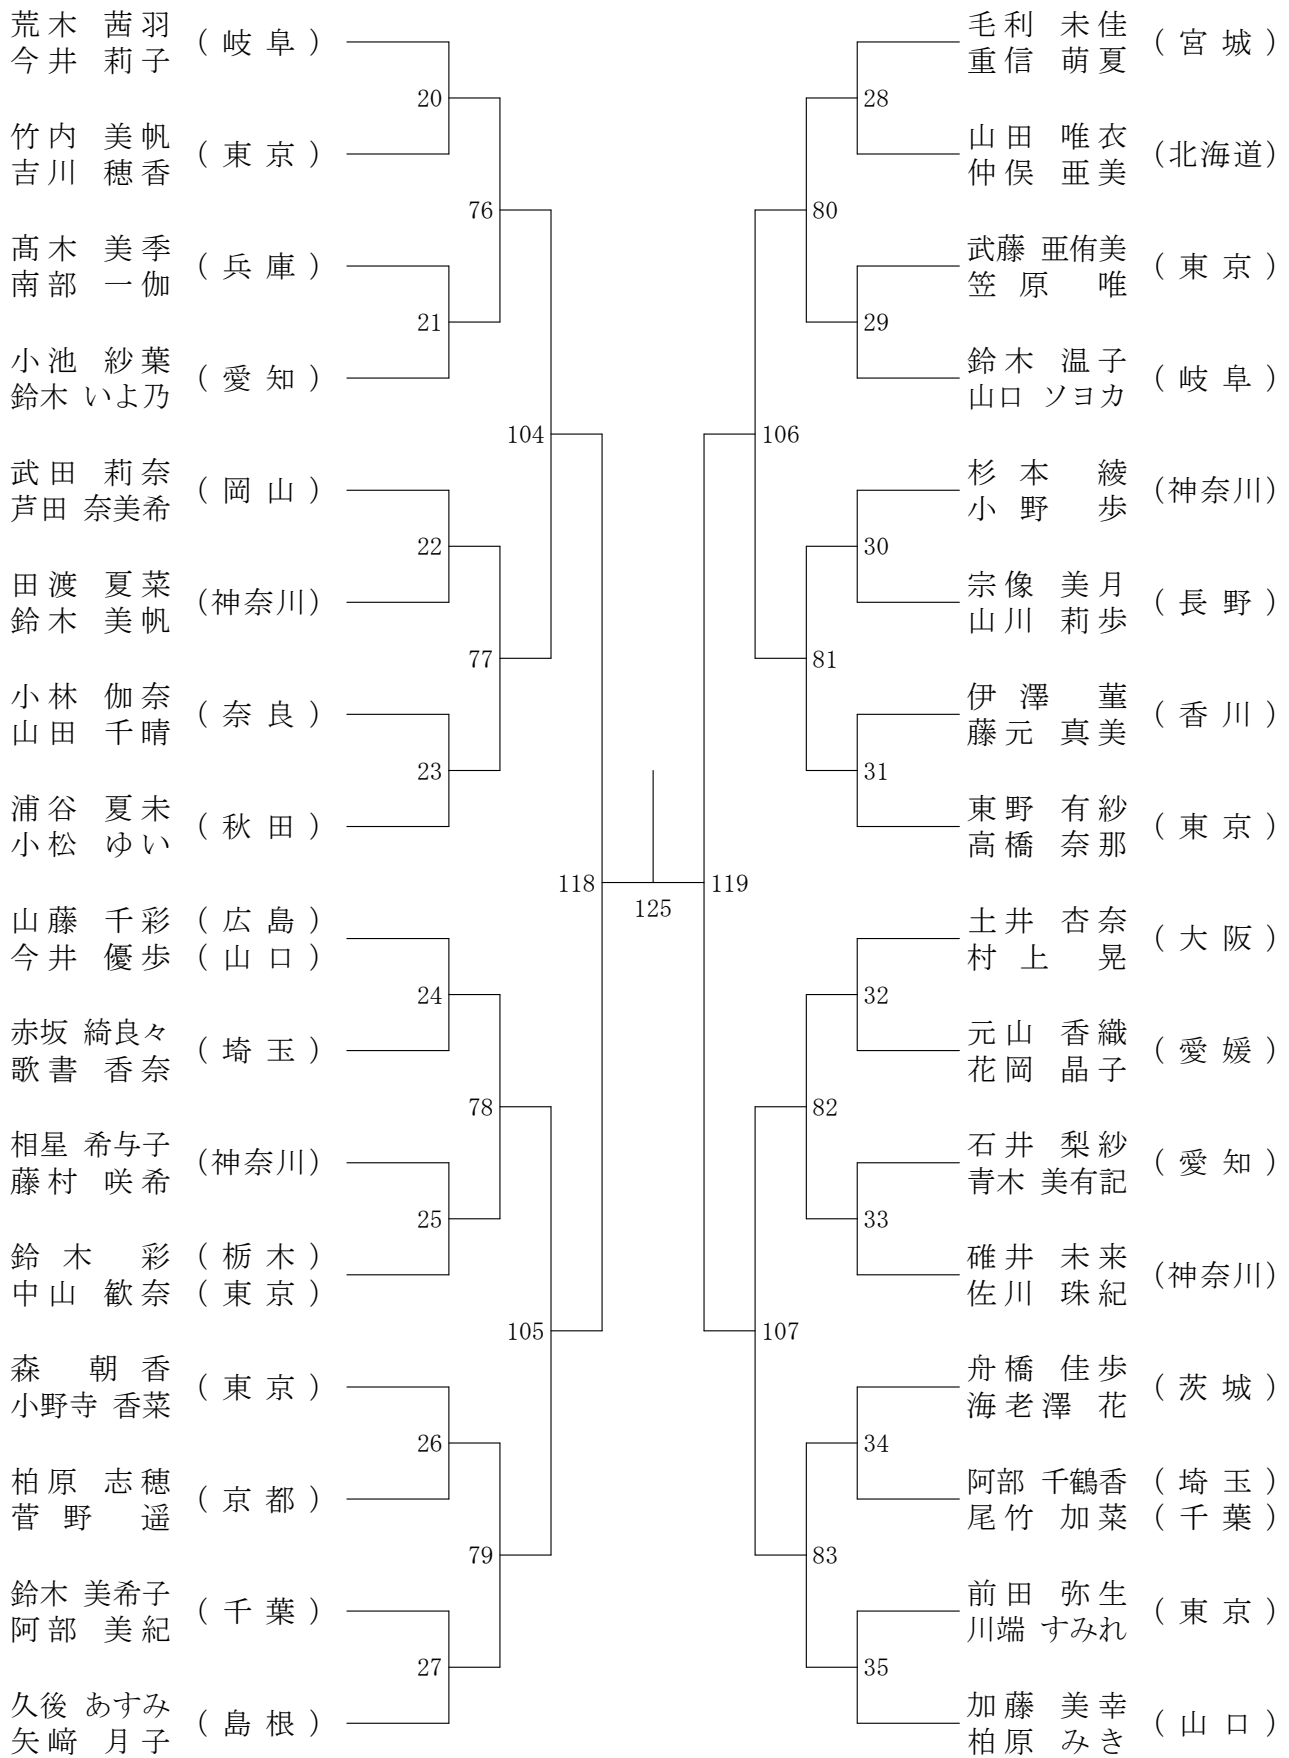 荒木 茜羽
今井 莉子
(岐阜)
20
竹内 美帆
吉川 穂香
(東京)
76
髙木 美季
南部 一伽
(兵庫)
21
小池 紗葉
鈴木 いよ乃
(愛知)
104
武田 莉奈
芦田 奈美希
(岡山)
22
田渡 夏菜
鈴木 美帆
(神奈川)
77
小林 伽奈
山田 千晴
(奈良)
23
浦谷 夏未
小松 ゆい
(秋田)
118
山藤 千彩 (広島)
今井 優歩 (山口)
24
赤坂 綺良々
歌書 香奈
(埼玉)
78
相星 希与子
藤村 咲希
(神奈川)
25
鈴木 彩 (栃木)
中山 歓奈 (東京)
105
森 朝香
小野寺 香菜
(東京)
26
柏原 志穂
菅野 遥
(京都)
79
鈴木 美希子
阿部 美紀
(千葉)
27
久後 あすみ
矢﨑 月子
(島根)
125
毛利 未佳
重信 萌夏
(宮城)
28
山田 唯衣
仲俣 亜美
(北海道)
80
武藤 亜侑美
笠原 唯
(東京)
29
鈴木 温子
山口 ソヨカ
(岐阜)
106
杉本 綾
小野 歩
(神奈川)
30
宗像 美月
山川 莉歩
(長野)
81
伊澤 菫
藤元 真美
(香川)
31
東野 有紗
高橋 奈那
(東京)
119
土井 杏奈
村上 晃
(大阪)
32
元山 香織
花岡 晶子
(愛媛)
82
石井 梨紗
青木 美有記
(愛知)
33
碓井 未来
佐川 珠紀
(神奈川)
107
舟橋 佳歩
海老澤 花
(茨城)
34
阿部 千鶴香 (埼玉)
尾竹 加菜 (千葉)
83
前田 弥生
川端 すみれ
(東京)
35
加藤 美幸
柏原 みき
(山口)